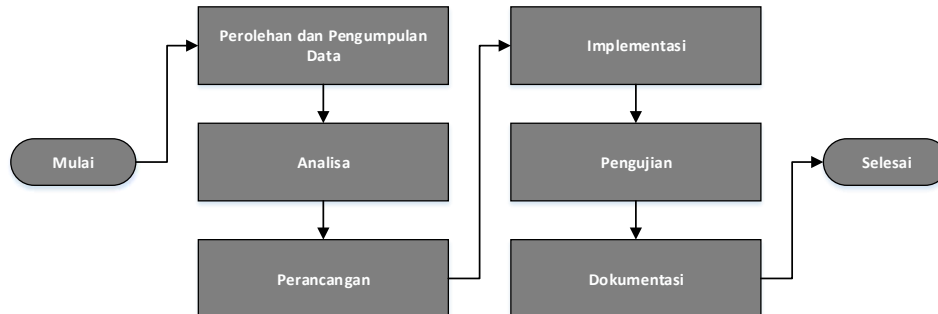 Mulai
Perolehan dan Pengumpulan
Data
Analisa
Perancangan
Implementasi
Pengujian
Dokumentasi
Selesai